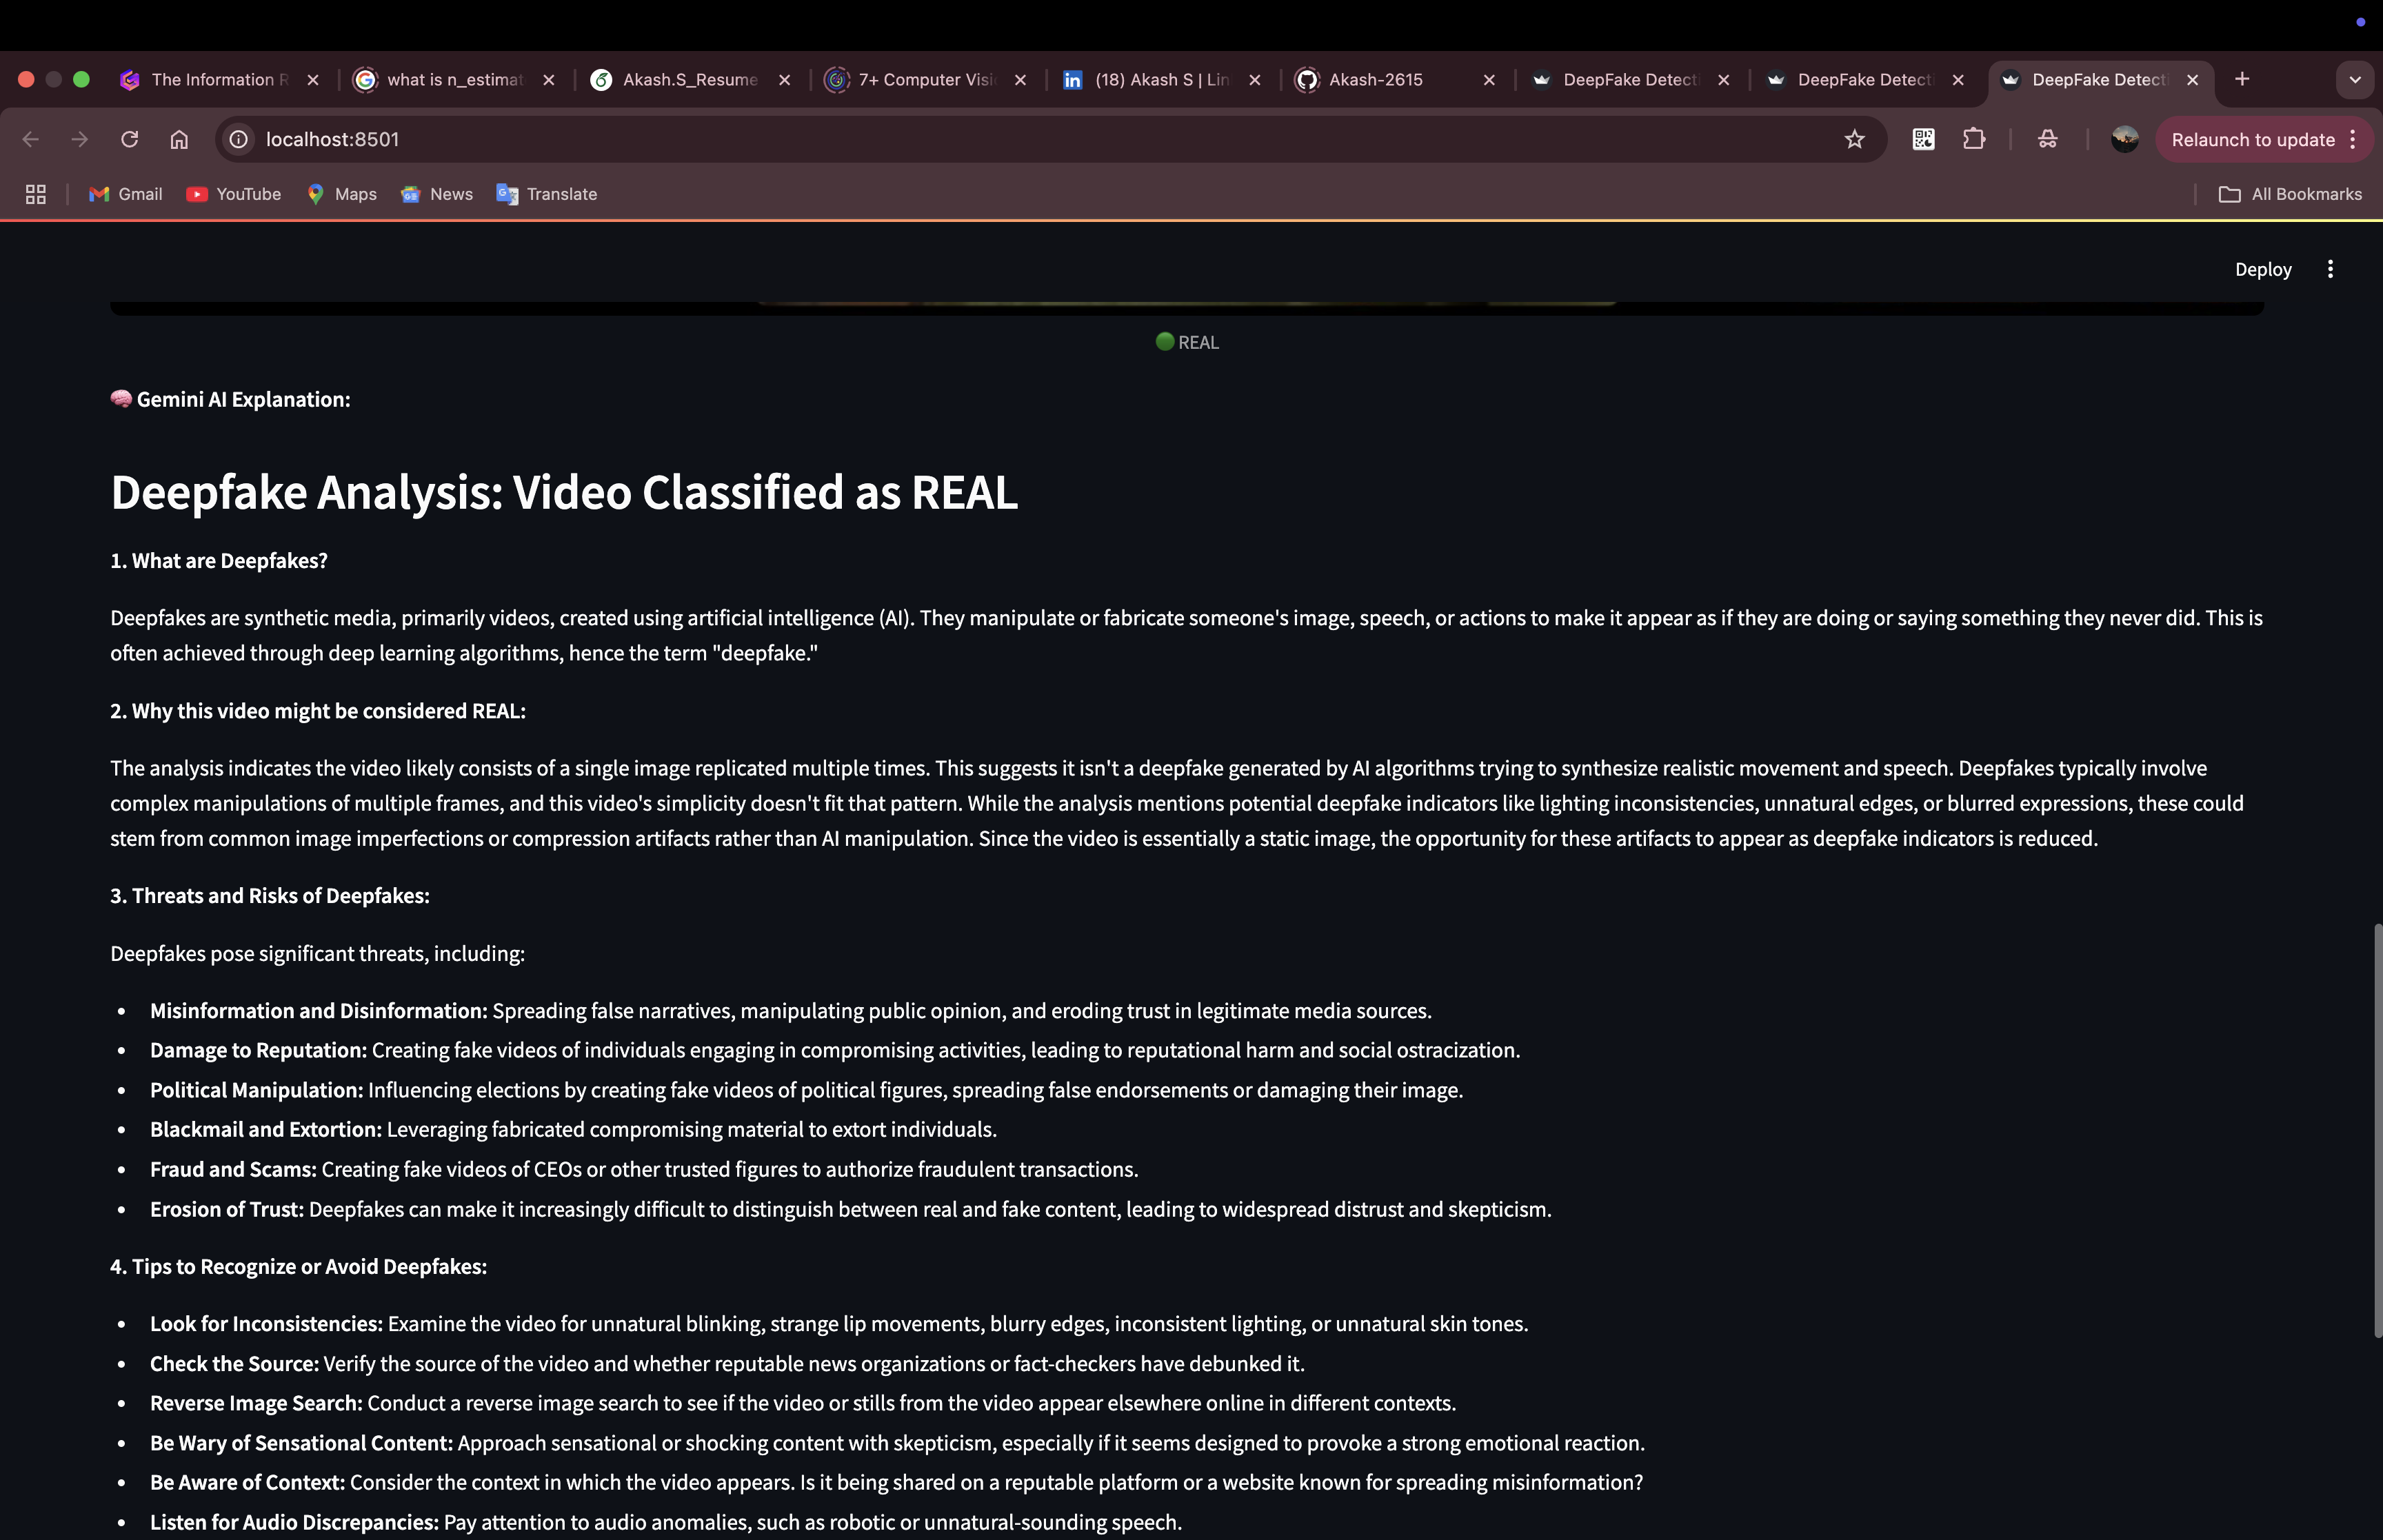 The Information R
what is n_estimat
Akash.S_Resume
7+ Computer Visi
(18) Akash S | Lin
Akash-2615
DeepFake Detecti
DeepFake Detecti
DeepFake Detecti
localhost:8501
Relaunch to update
Gmail
YouTube
Maps
News
Translate
All Bookmarks
Deploy
REAL
Gemini AI Explanation:
Deepfake Analysis: Video Classified as REAL
1. What are Deepfakes?
Deepfakes are synthetic media, primarily videos, created using artificial intelligence (AI). They manipulate or fabricate someone's image, speech, or actions to make it appear as if they are doing or saying something they never did. This is
often achieved through deep learning algorithms, hence the term "deepfake."
2. Why this video might be considered REAL:
The analysis indicates the video likely consists of a single image replicated multiple times. This suggests it isn't a deepfake generated by AI algorithms trying to synthesize realistic movement and speech. Deepfakes typically involve
complex manipulations of multiple frames, and this video's simplicity doesn't fit that pattern. While the analysis mentions potential deepfake indicators like lighting inconsistencies, unnatural edges, or blurred expressions, these could
stem from common image imperfections or compression artifacts rather than AI manipulation. Since the video is essentially a static image, the opportunity for these artifacts to appear as deepfake indicators is reduced.
3. Threats and Risks of Deepfakes:
Deepfakes pose significant threats, including:
• Misinformation and Disinformation: Spreading false narratives, manipulating public opinion, and eroding trust in legitimate media sources.
• Damage to Reputation: Creating fake videos of individuals engaging in compromising activities, leading to reputational harm and social ostracization.
• Political Manipulation: Influencing elections by creating fake videos of political figures, spreading false endorsements or damaging their image.
• Blackmail and Extortion: Leveraging fabricated compromising material to extort individuals.
• Fraud and Scams: Creating fake videos of CEOs or other trusted figures to authorize fraudulent transactions.
• Erosion of Trust: Deepfakes can make it increasingly difficult to distinguish between real and fake content, leading to widespread distrust and skepticism.
4. Tips to Recognize or Avoid Deepfakes:
• Look for Inconsistencies: Examine the video for unnatural blinking, strange lip movements, blurry edges, inconsistent lighting, or unnatural skin tones.
• Check the Source: Verify the source of the video and whether reputable news organizations or fact-checkers have debunked it.
• Reverse Image Search: Conduct a reverse image search to see if the video or stills from the video appear elsewhere online in different contexts.
• Be Wary of Sensational Content: Approach sensational or shocking content with skepticism, especially if it seems designed to provoke a strong emotional reaction.
• Be Aware of Context: Consider the context in which the video appears. Is it being shared on a reputable platform or a website known for spreading misinformation?
• Listen for Audio Discrepancies: Pay attention to audio anomalies, such as robotic or unnatural-sounding speech.